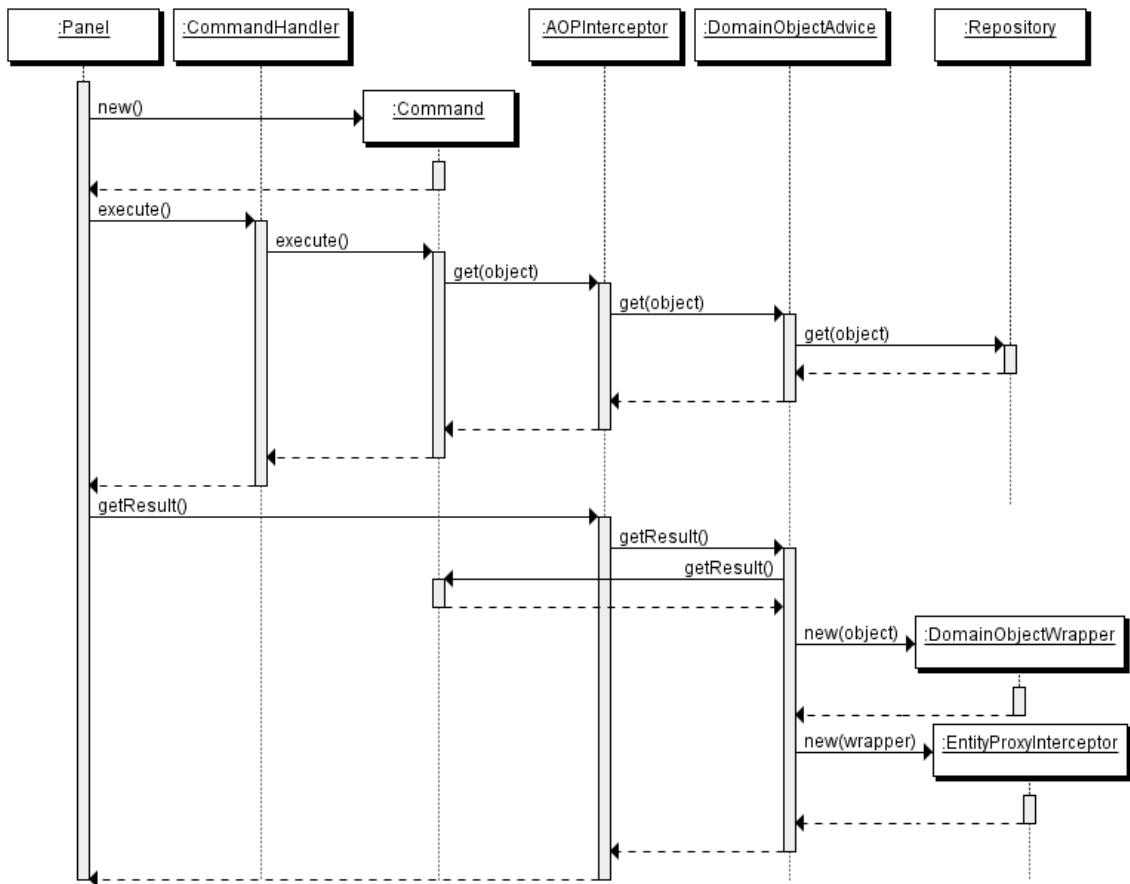 :Panel
:CommandHandler
:AOPInterceptor
:DomainObjectAdvice
:Repository
new()
:Command
execute()
execute()
get(object)
get(object)
get(object)
getResult()
getResult()
getResult()
new(object)
:DomainObjectWrapper
new(wrapper)
:EntityProxyInterceptor